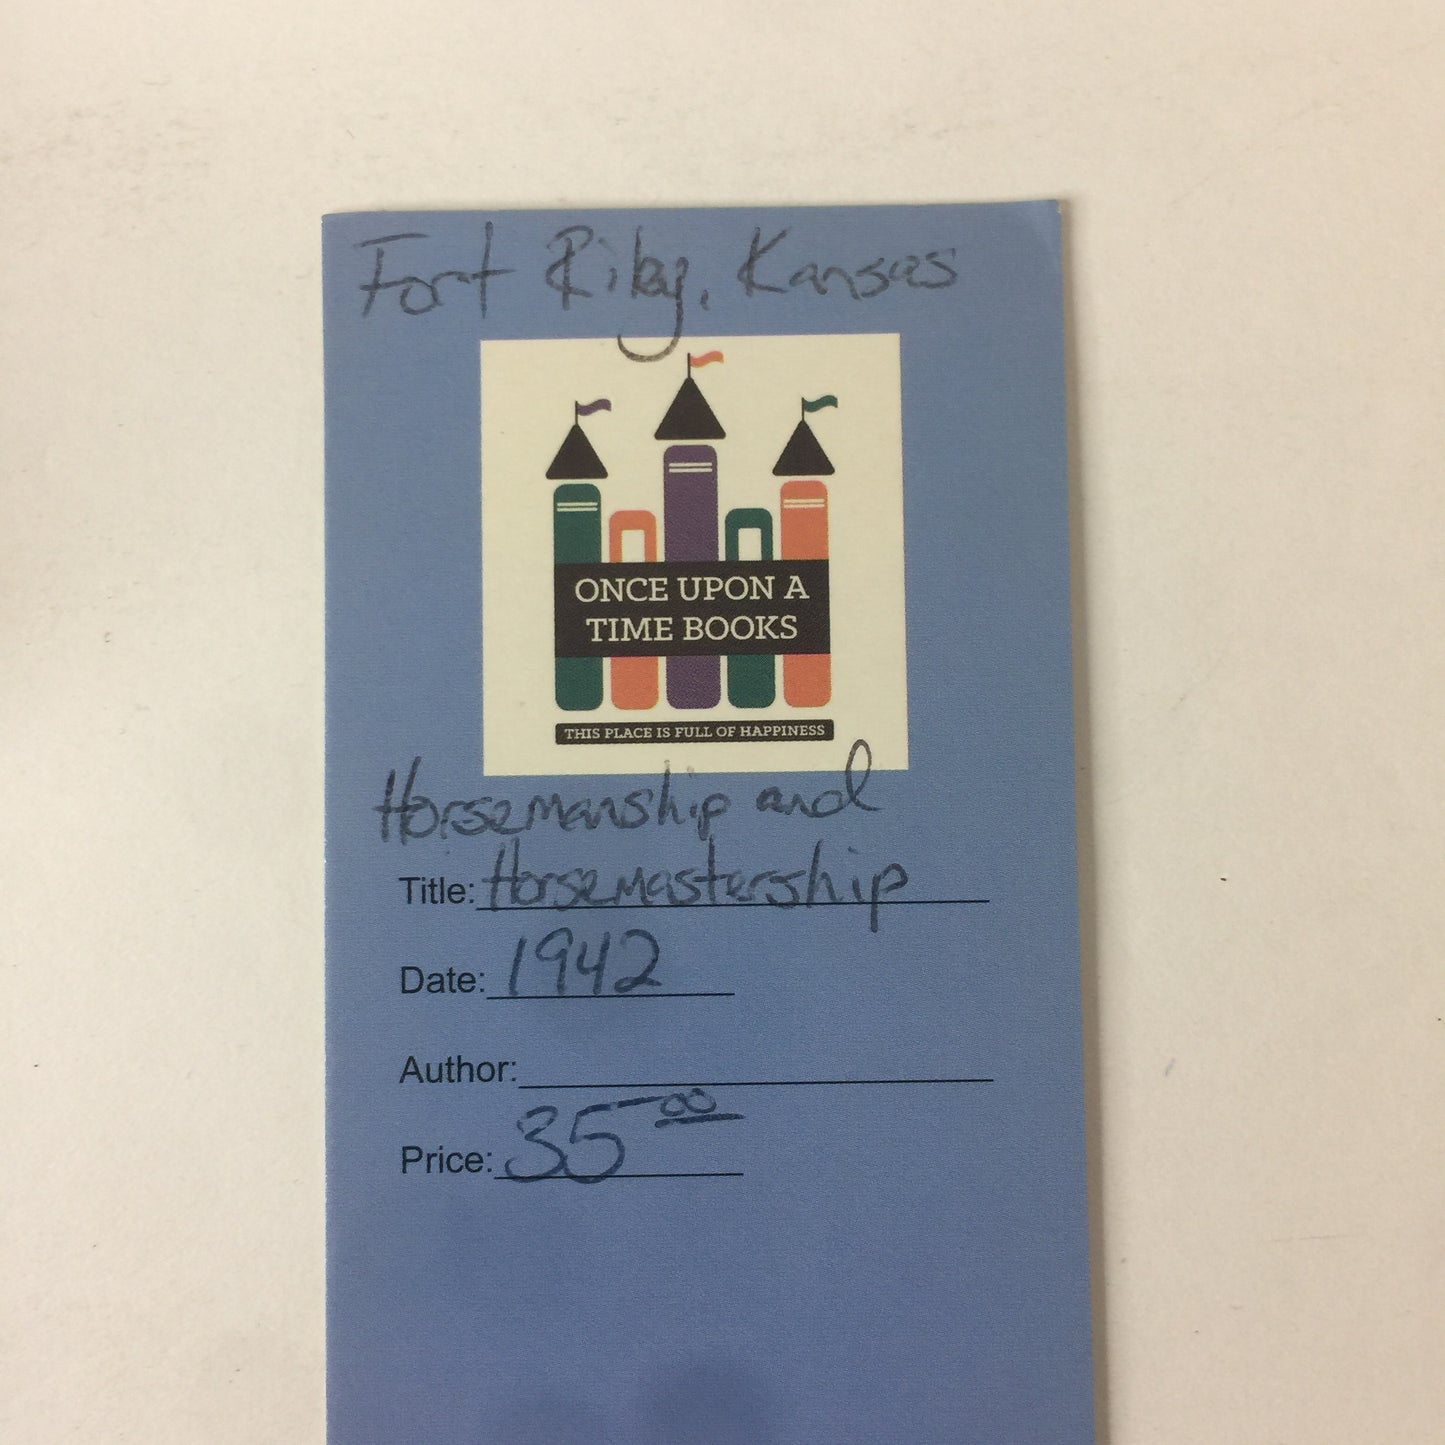 Fort Riley, Kansas
ONCE UPON A
TIME BOOKS
THIS PLACE IS FULL OF HAPPINESS
Horsemanship and
Title: Horsemastership
Date: 1942
Author:
Price: 35.00